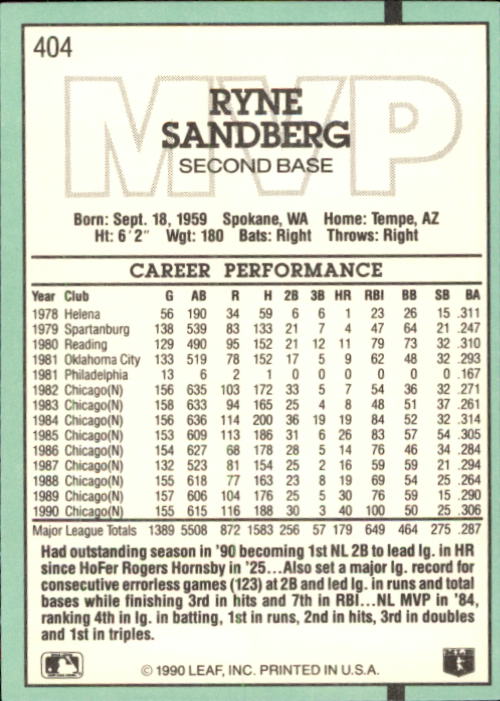 404
MVP
RYNE
SANDBERG
SECOND BASE
Born: Sept. 18, 1959 Spokane, WA Home: Tempe, AZ
Ht: 6'2" Wgt: 180 Bats: Right Throws: Right
CAREER PERFORMANCE
Year Club G AB R H 2B 3B HR RBI BB SB BA
1978 Helena 56 190 34 59 6 6 1 23 26 15 .311
1979 Spartanburg 138 539 83 133 21 7 4 47 64 21 .247
1980 Reading 129 490 95 152 21 12 11 79 73 32 .310
1981 Oklahoma City 133 519 78 152 17 5 9 62 48 32 .293
1981 Philadelphia 13 6 2 1 0 0 0 0 0 0 .167
1982 Chicago(N) 156 635 103 172 33 5 7 54 36 32 .271
1983 Chicago(N) 158 633 94 165 25 4 8 48 51 37 .261
1984 Chicago(N) 156 636 114 200 36 19 19 84 52 32 .314
1985 Chicago(N) 153 609 113 186 31 6 26 83 57 54 .305
1986 Chicago(N) 154 627 68 178 28 5 14 76 46 34 .284
1987 Chicago(N) 132 523 81 154 25 2 16 59 59 21 .294
1988 Chicago(N) 155 618 77 163 23 8 19 69 54 25 .264
1989 Chicago(N) 157 606 104 176 25 5 30 76 59 15 .290
1990 Chicago(N) 155 615 116 188 30 3 40 100 50 25 .306
Major League Totals 1389 5508 872 1583 256 57 179 649 464 275 .287
Had outstanding season in '90 becoming 1st NL 2B to lead lg. in HR
since HoFer Rogers Hornsby in '25...Also set a major lg. record for
consecutive errorless games (123) at 2B and led lg. in runs and total
bases while finishing 3rd in hits and 7th in RBI...NL MVP in '84,
ranking 4th in lg. in batting, 1st in runs, 2nd in hits, 3rd in doubles
and 1st in triples.
© 1990 LEAF, INC. PRINTED IN U.S.A.